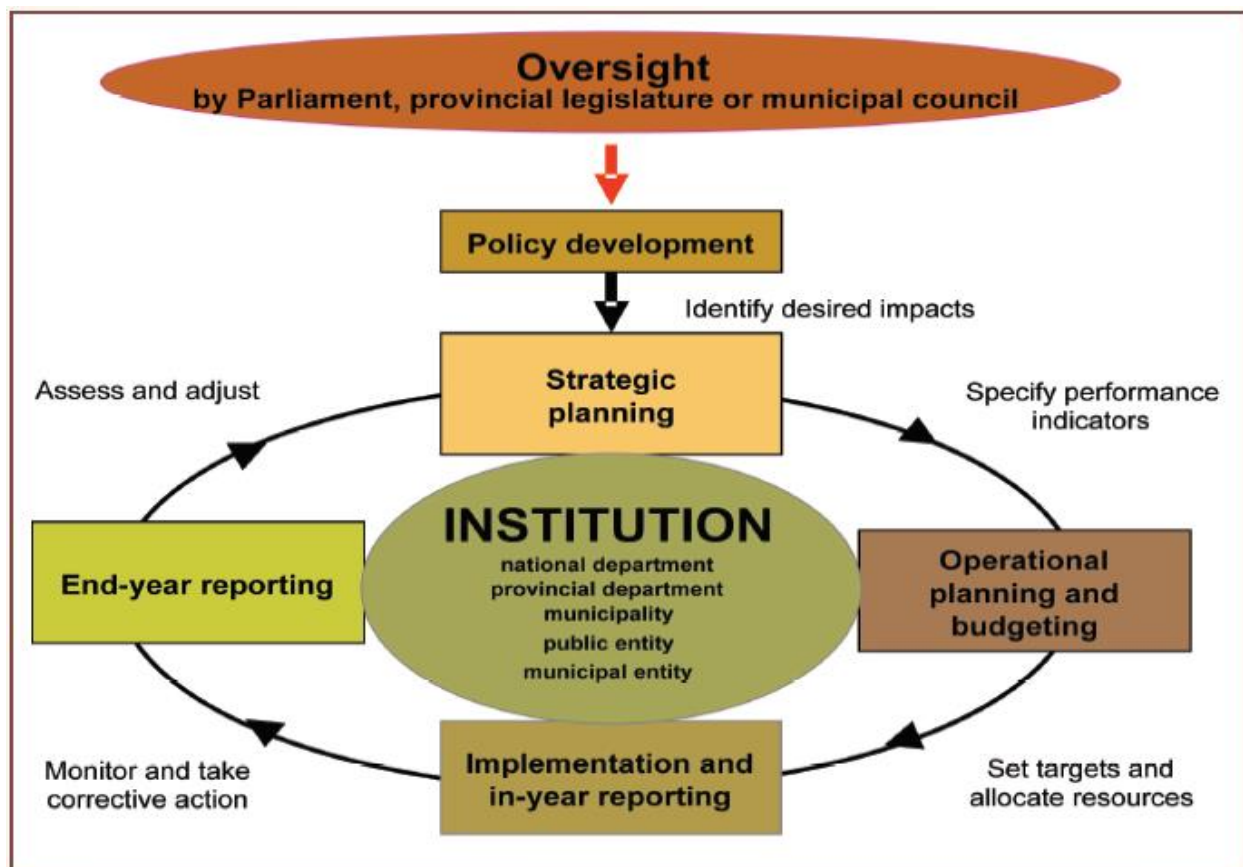 Oversight
by Parliament, provincial legislature or municipal council
Policy development
Identify desired impacts
Strategic
planning
Assess and adjust
Specify performance
indicators
INSTITUTION
national department
provincial department
municipality
public entity
municipal entity
End-year reporting
Operational
planning and
budgeting
Implementation and
in-year reporting
Monitor and take
corrective action
Set targets and
allocate resources